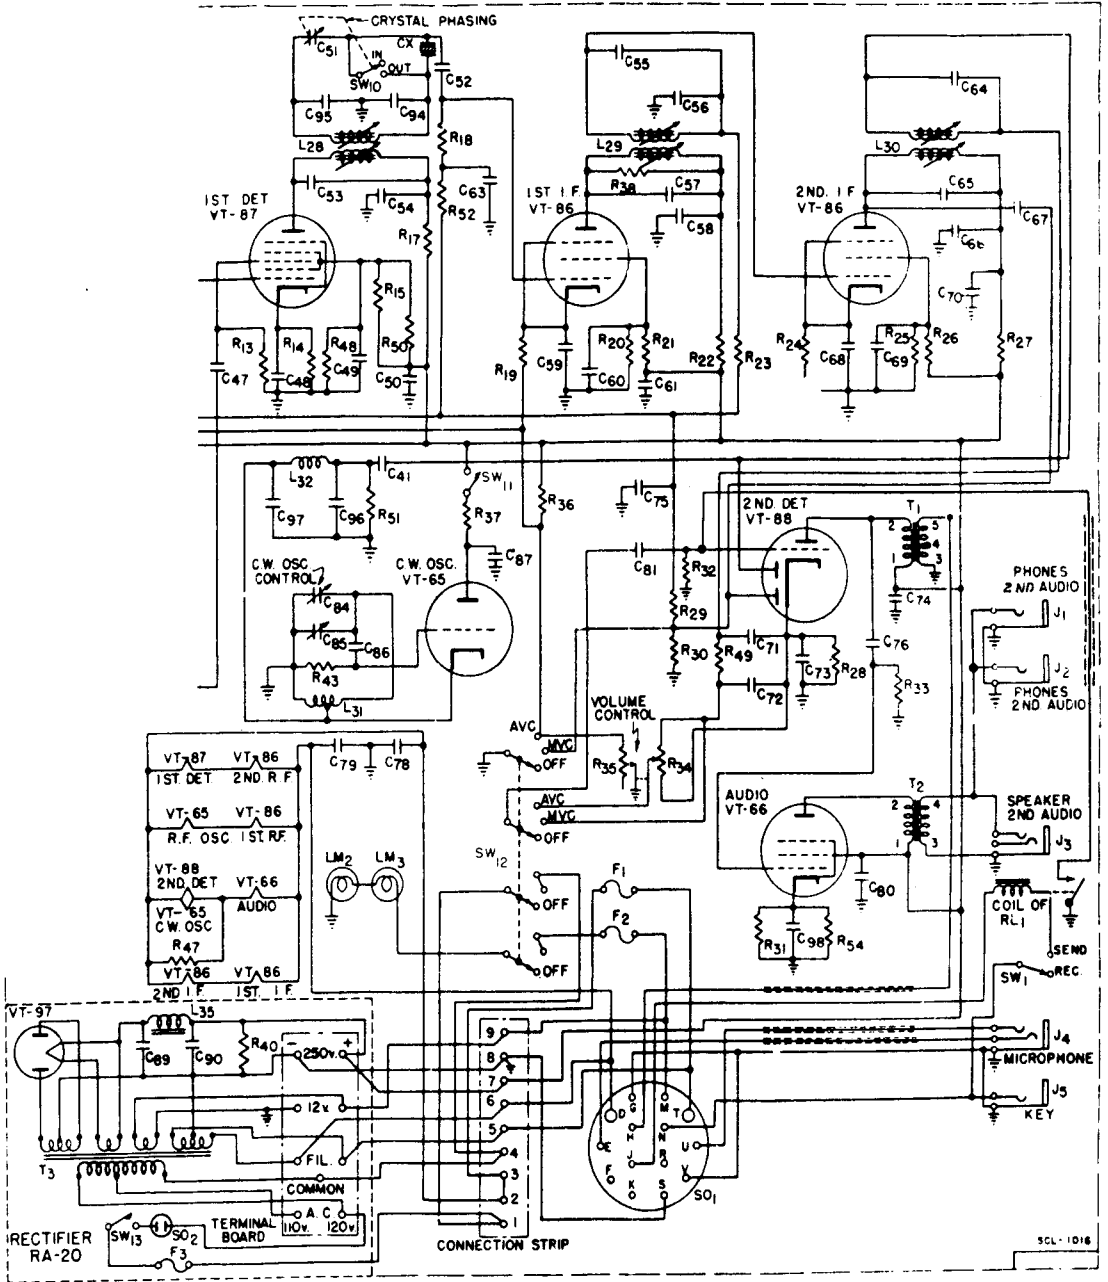 CRYSTAL PHASING
C51
CX
IN
OUT
SW10
C52
C55
C64
C95
C94
C56
R18
L28
L29
L30
C53
C54
C63
R38
C57
C58
C65
C67
C66
1ST DET
VT-87
R52
1ST I F.
VT-86
2ND. I F
VT-86
R17
R15
C70
R13
R14
R48
R50
C47
C48
C49
C50
R19
C59
R20
R21
C60
C61
R22
R23
R24
C68
R25
C69
R26
R27
L32
C41
SW11
C97
C96
R51
R37
R36
C75
2ND. DET
VT-88
T1
2
5
4
1
3
C87
C.W. OSC
CONTROL
C.W. OSC.
VT-65
C81
R32
C74
PHONES
2ND AUDIO
J1
C84
C85
C86
R29
R30
R49
C71
C73
R28
C76
R43
L31
C72
R33
J2
PHONES
2ND AUDIO
VOLUME
CONTROL
AVC
MVC
OFF
R35
R34
C79
C78
VT-87
VT-86
1ST. DET.
2ND. R.F.
AVC
MVC
OFF
AUDIO
VT-66
T2
2
4
1
3
SPEAKER
2ND AUDIO
J3
VT-65
VT-86
R.F. OSC.
1ST. R.F.
SW12
VT-88
2ND. DET
VT-66
AUDIO
VT-65
C.W. OSC
LM2
LM3
F1
OFF
F2
C80
COIL OF
RL1
R47
VT-86
VT-86
2ND I F.
1ST. I F.
OFF
R31
C98
R54
SEND
SW1
REC.
VT-97
L35
C89
C90
R40
-
250v.
+
9
8
7
6
5
4
3
2
1
J4
MICROPHONE
12v.
G
M
D
T
H
N
E
U
J
R
F
V
K
S
SO1
J5
KEY
T3
FIL.
COMMON
A.C
110v.
120v.
TERMINAL
BOARD
RECTIFIER
RA-20
SW13
SO2
F3
CONNECTION STRIP
SCL-1016